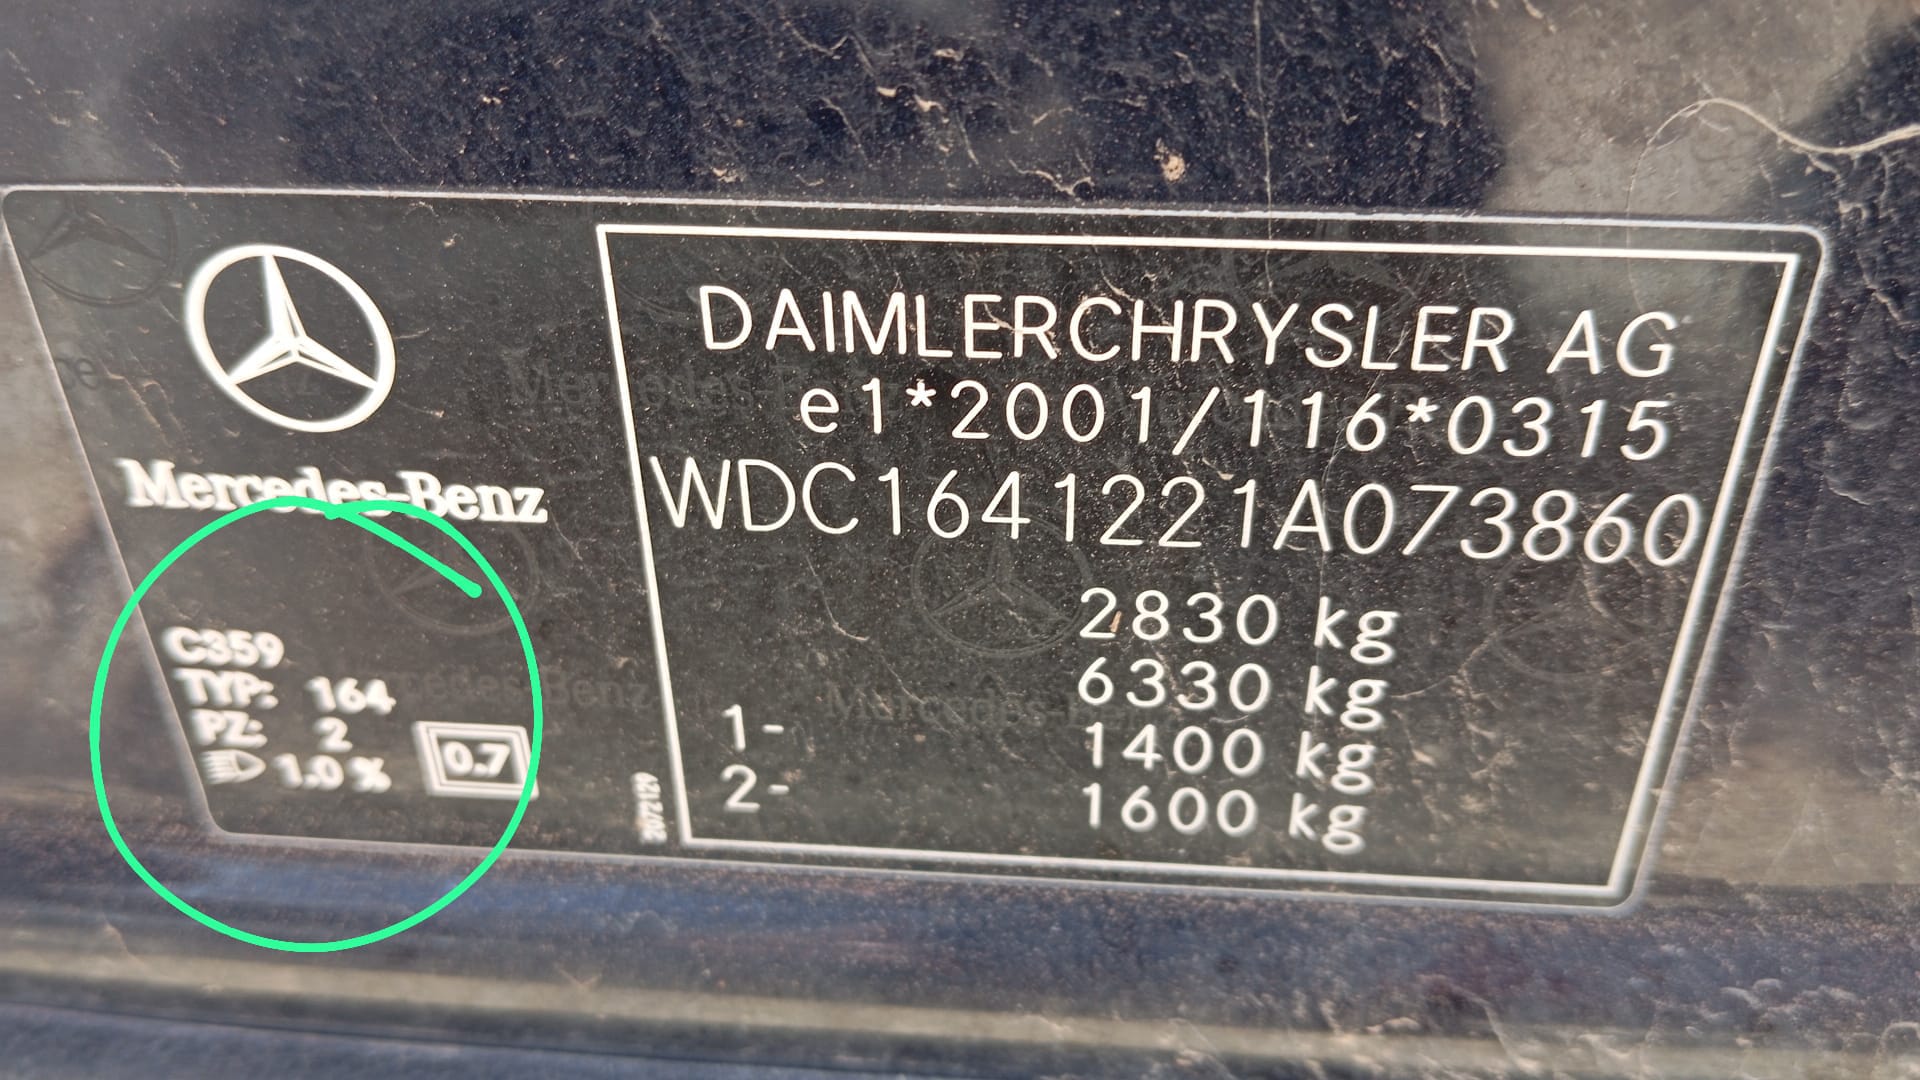 Mercedes-Benz
C359
TYP: 164
PZ: 2
1.0 %
0.7
2072129
DAIMLERCHRYSLER AG
e1*2001/116*0315
WDC1641221A073860
2830 kg
6330 kg
1- 1400 kg
2- 1600 kg